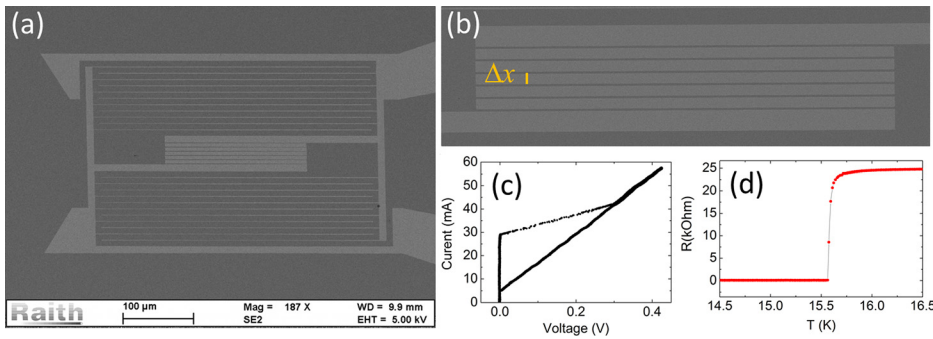 (a)
Raith
100 µm
Mag = 187 X
SE2
WD = 9.9 mm
EHT = 5.00 kV
(b)
Δx
(c)
Curent (mA)
60
50
40
30
20
10
0
0.0
0.2
0.4
Voltage (V)
(d)
R(kOhm)
25
20
15
10
5
0
14.5
15.0
15.5
16.0
16.5
T (K)